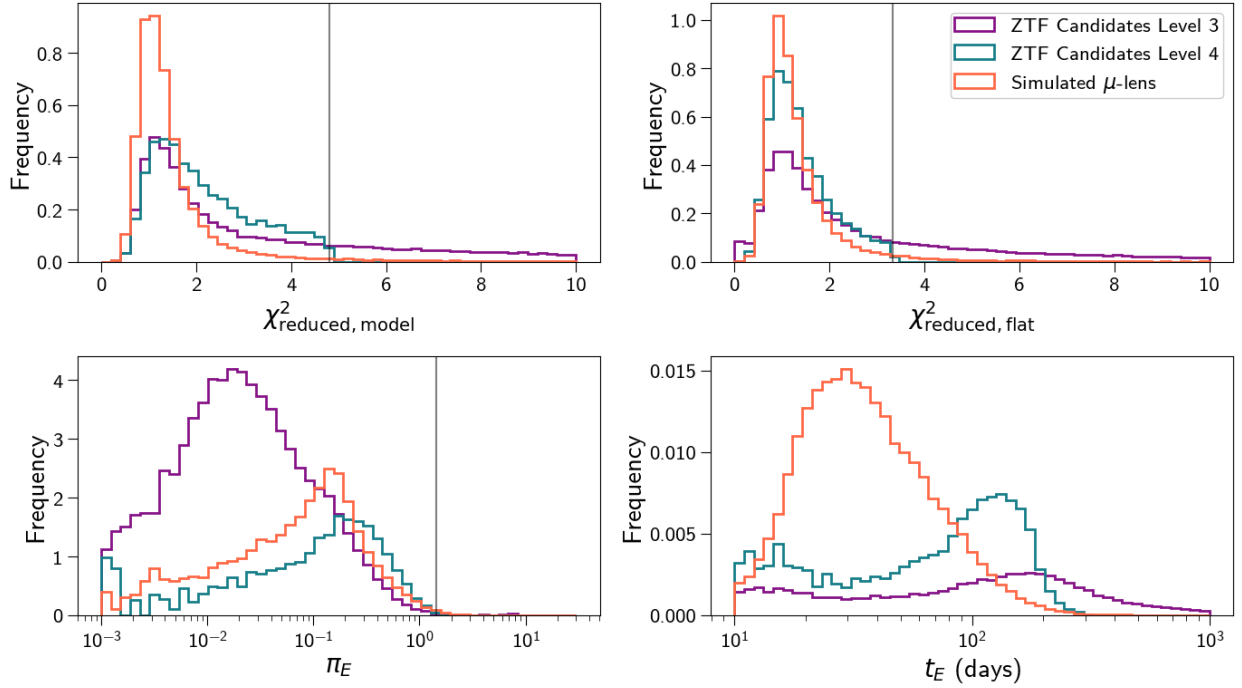 Frequency
0.8
0.6
0.4
0.2
0.0
0 2 4 6 8 10
χ²reduced, model
Frequency
1.0
0.8
0.6
0.4
0.2
0.0
0 2 4 6 8 10
χ²reduced, flat
ZTF Candidates Level 3
ZTF Candidates Level 4
Simulated μ-lens
Frequency
4
3
2
1
0
10⁻³ 10⁻² 10⁻¹ 10⁰ 10¹
πE
Frequency
0.015
0.010
0.005
0.000
10¹ 10² 10³
tE (days)